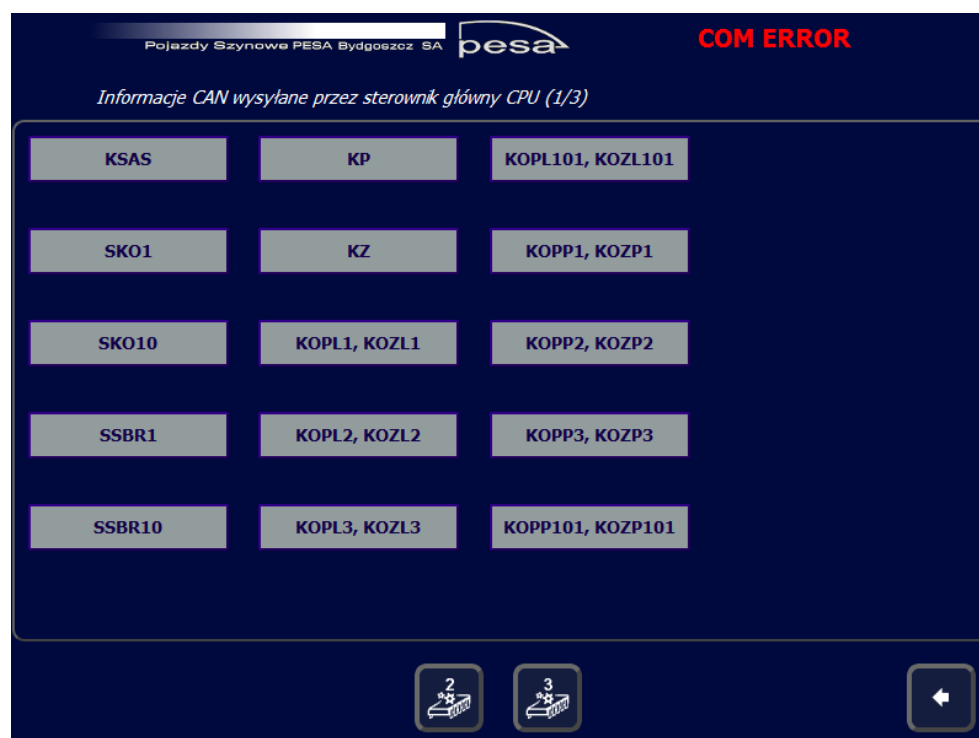 Pojazdy Szynowe PESA Bydgoszcz SA
pesa
COM ERROR
Informacje CAN wysyłane przez sterownik główny CPU (1/3)
KSAS
KP
KOPL101, KOZL101
SKO1
KZ
KOPP1, KOZP1
SKO10
KOPL1, KOZL1
KOPP2, KOZP2
SSBR1
KOPL2, KOZL2
KOPP3, KOZP3
SSBR10
KOPL3, KOZL3
KOPP101, KOZP101
2
3